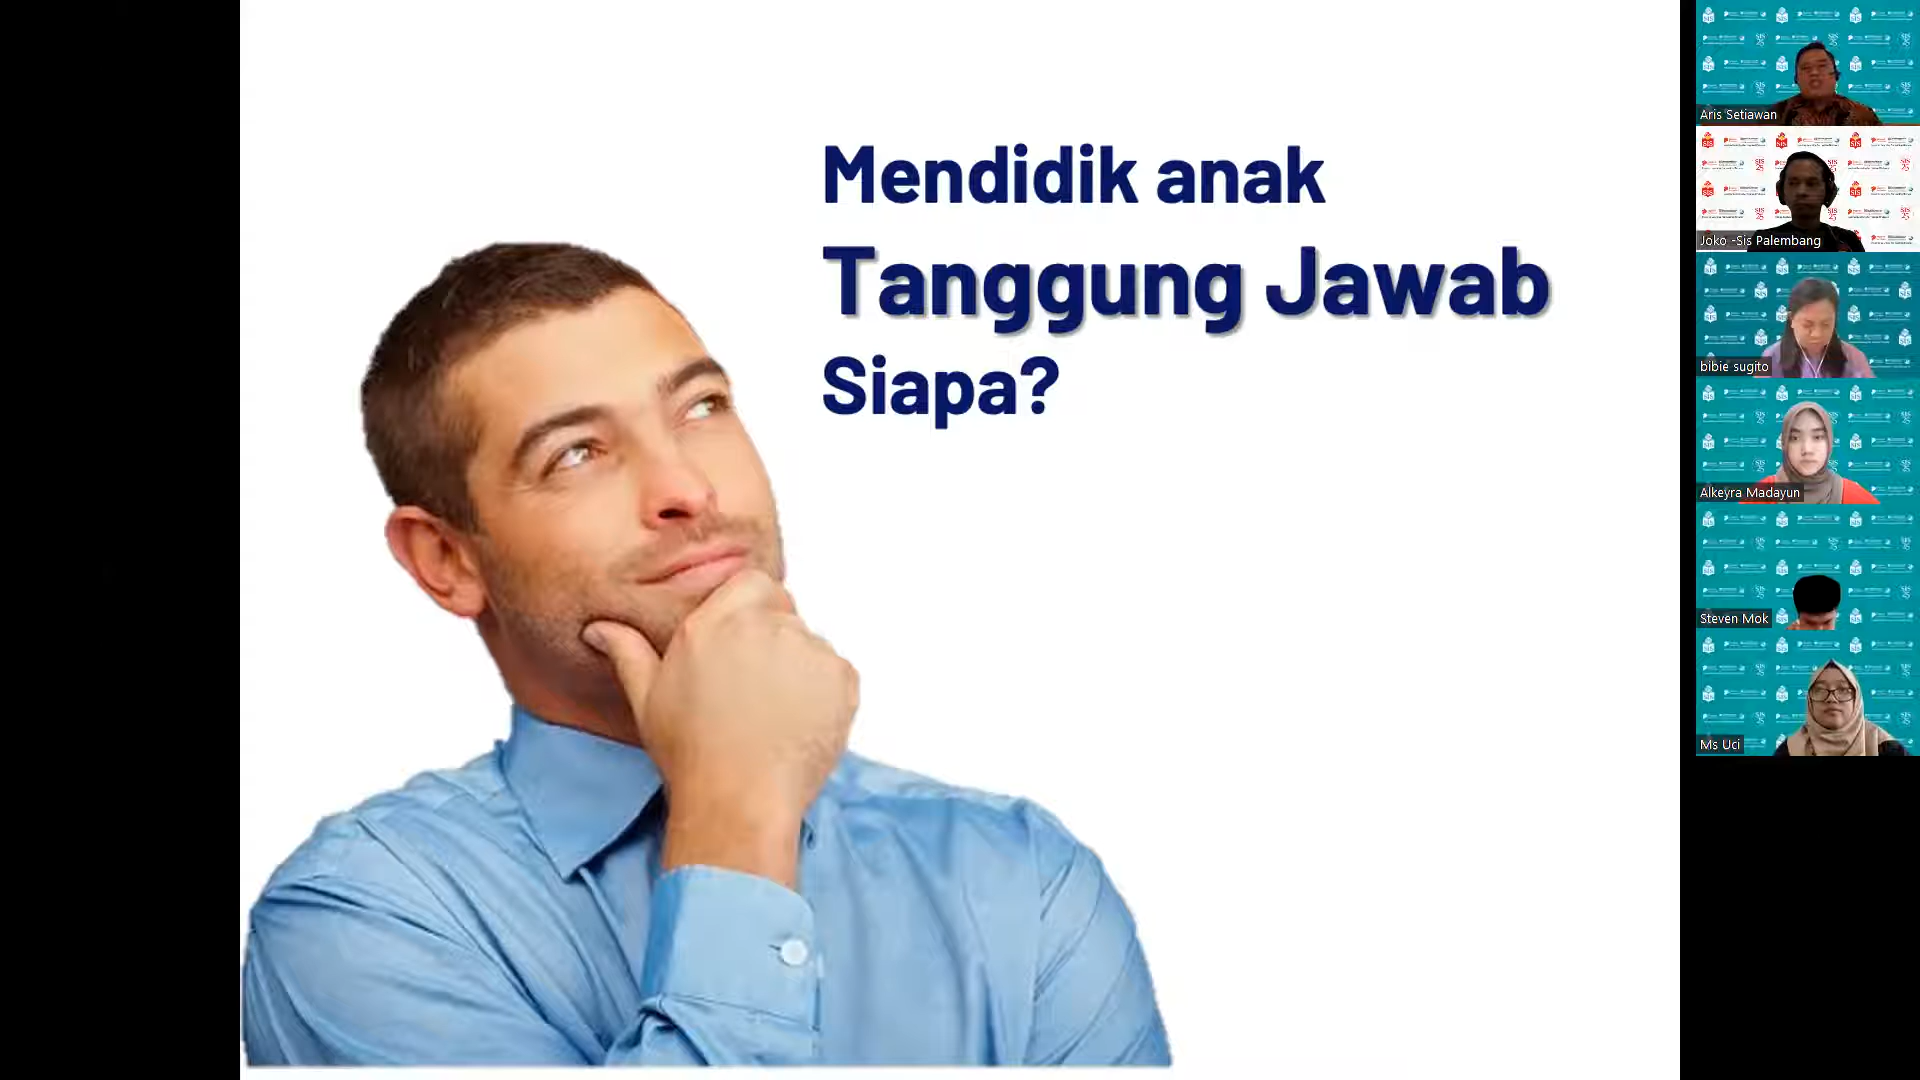 Mendidik anak
Tanggung Jawab
Siapa?
Aris Setiawan
Joko -Sis Palembang
bibie sugito
Alkeyra Madayun
Steven Mok
Ms Uci